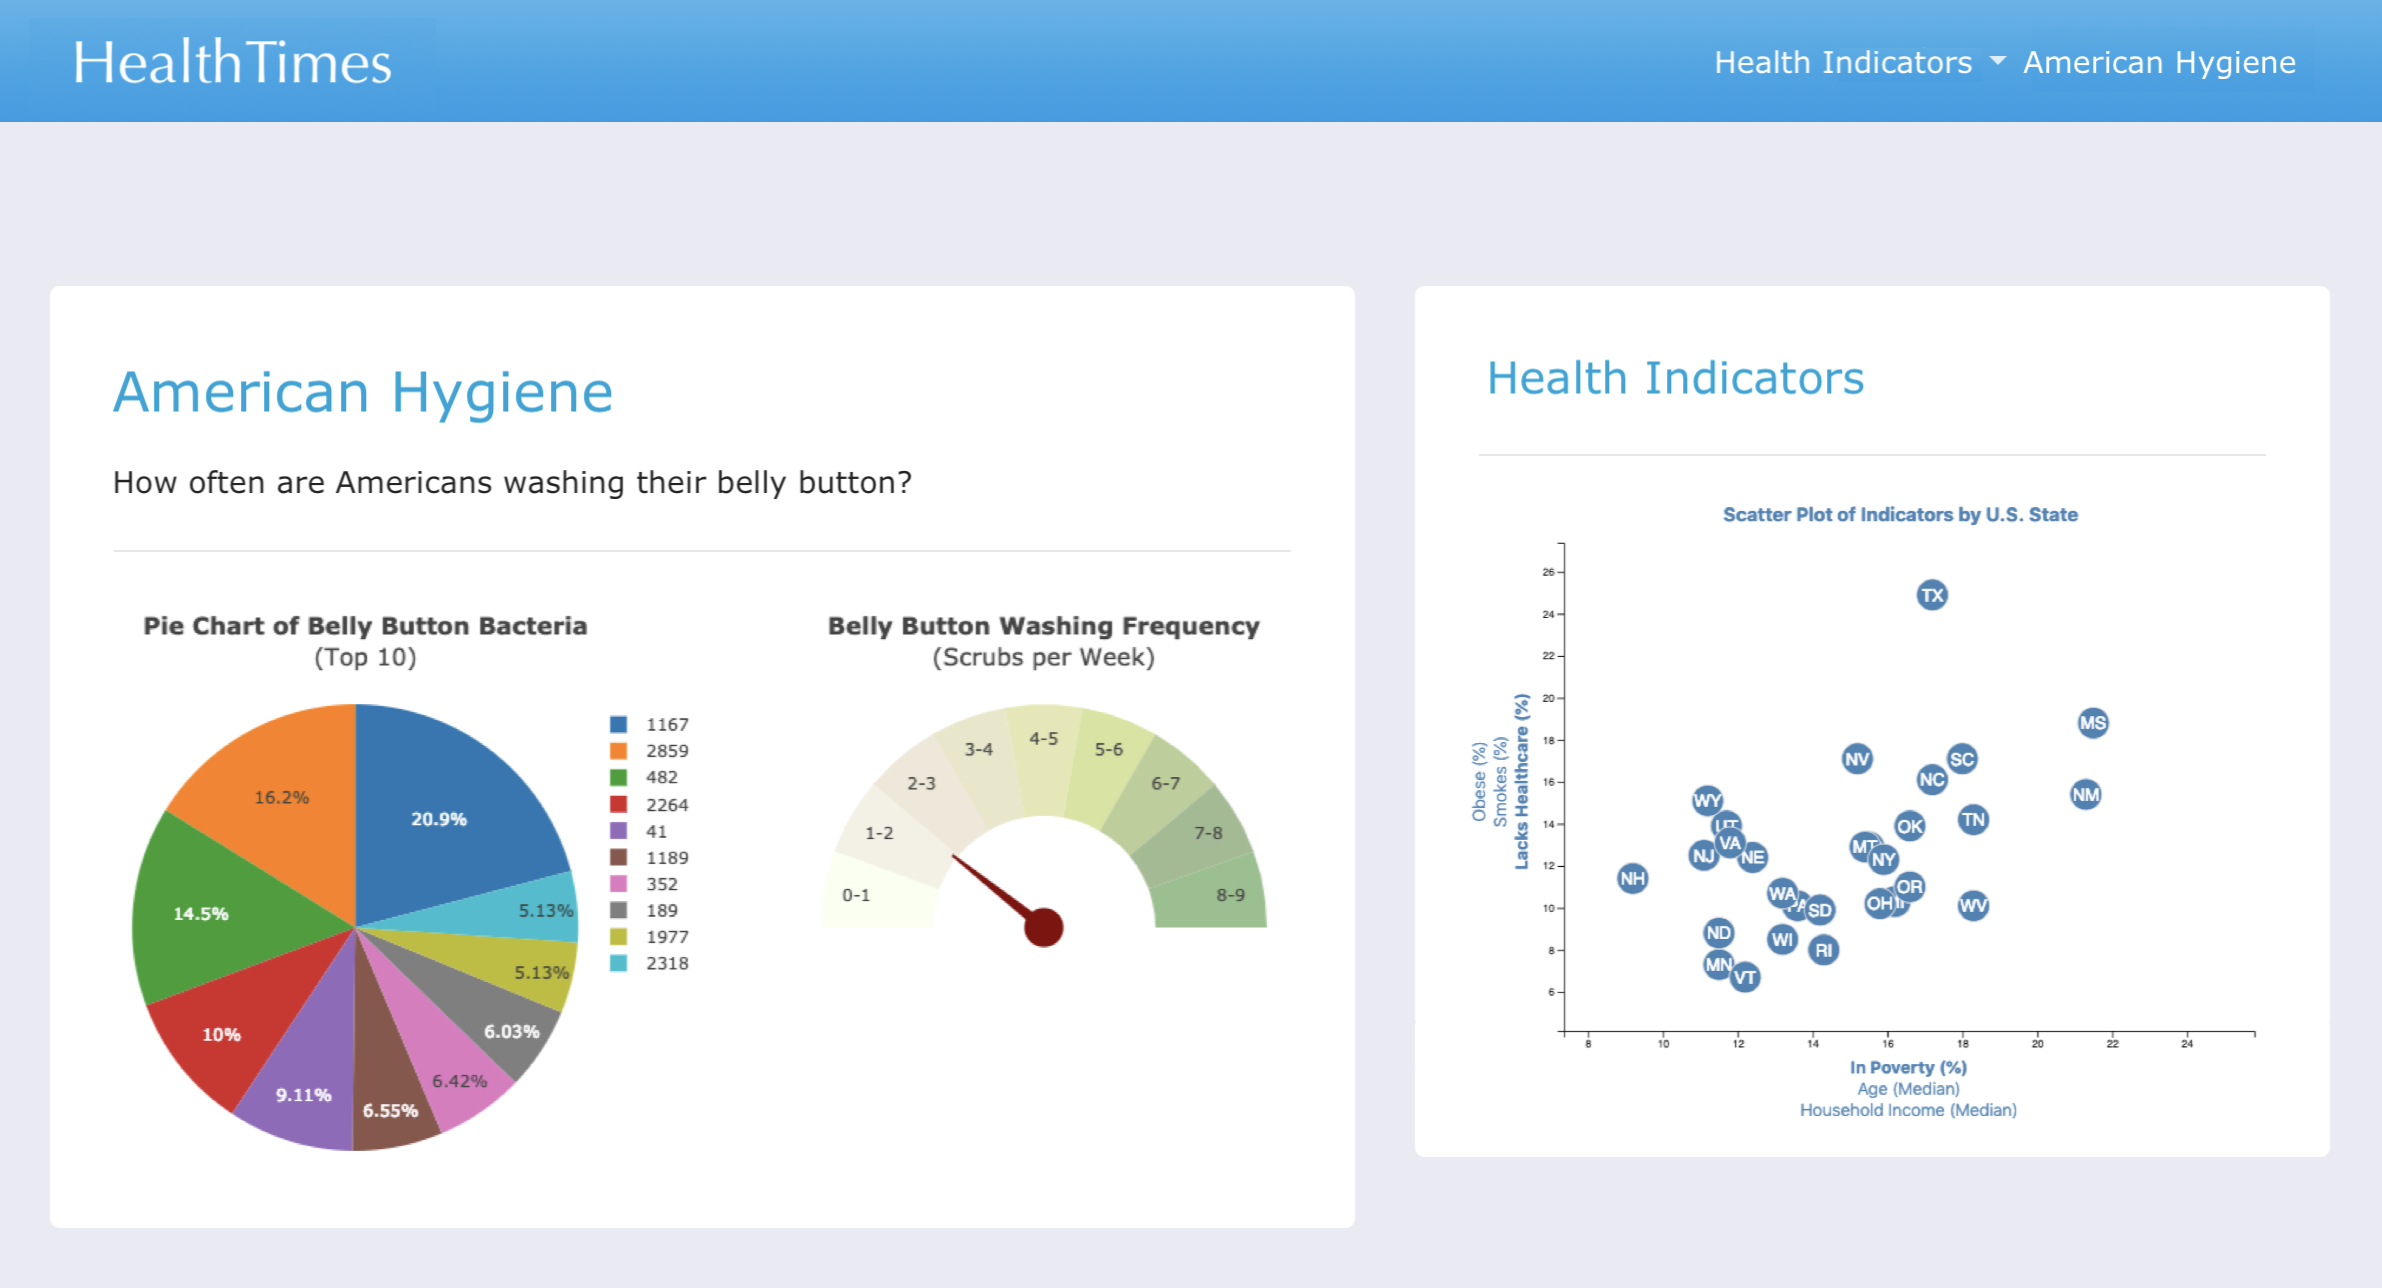 HealthTimes
Health Indicators American Hygiene
American Hygiene
How often are Americans washing their belly button?
Pie Chart of Belly Button Bacteria
(Top 10)
20.9%
16.2%
14.5%
10%
9.11%
6.55%
6.42%
6.03%
5.13%
5.13%
1167
2859
482
2264
41
1189
352
189
1977
2318
Belly Button Washing Frequency
(Scrubs per Week)
0-1
1-2
2-3
3-4
4-5
5-6
6-7
7-8
8-9
Health Indicators
Scatter Plot of Indicators by U.S. State
Obese (%)
Smokes (%)
Lacks Healthcare (%)
26
24
22
20
18
16
14
12
10
8
6
TX
MS
NV
SC
NC
NM
WY
TN
OK
UT
VA
NJ
NE
MT
NY
NH
WA
PA
SD
OR
OH
WV
ND
WI
RI
MN
VT
8
10
12
14
16
18
20
22
24
In Poverty (%)
Age (Median)
Household Income (Median)